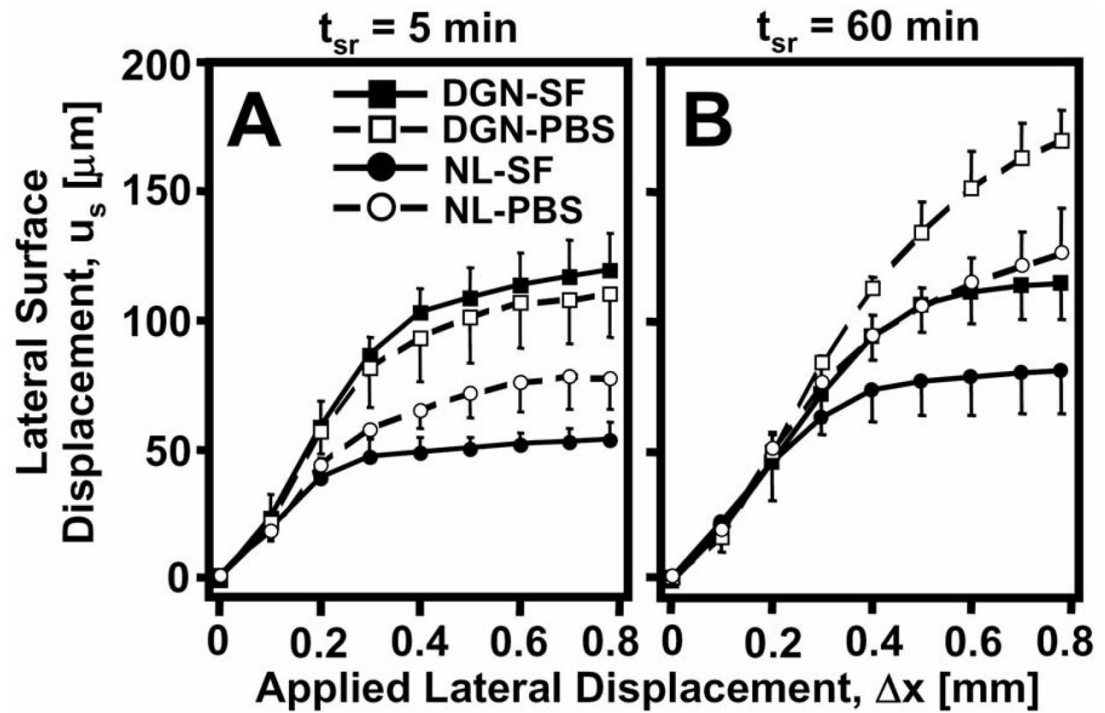 t_sr = 5 min
t_sr = 60 min
A
B
DGN-SF
DGN-PBS
NL-SF
NL-PBS
Lateral Surface
Displacement, u_s [μm]
200
150
100
50
0
0 0.2 0.4 0.6 0.8
0 0.2 0.4 0.6 0.8
Applied Lateral Displacement, Δx [mm]